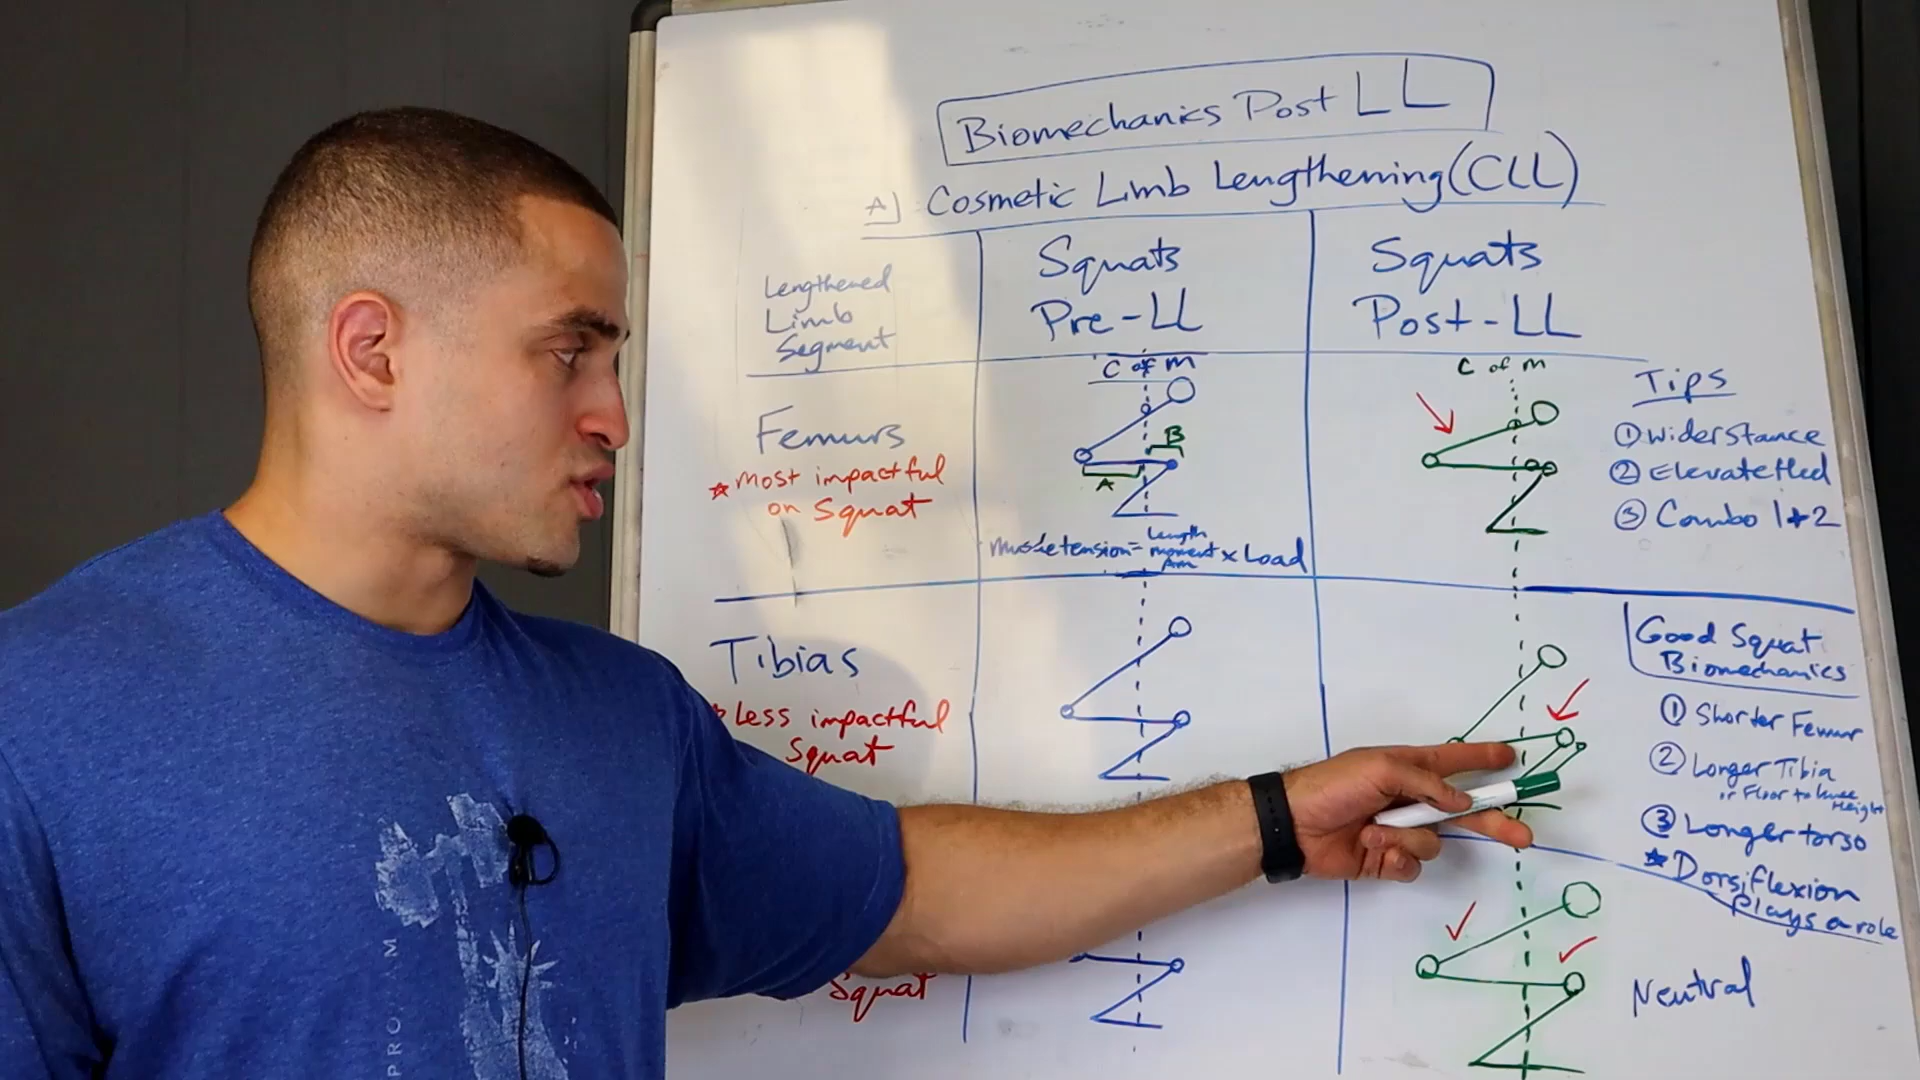 Biomechanics Post LL
A) Cosmetic Limb Lengthening (CLL)
Lengthened
Limb
Segment
Squats
Pre-LL
Squats
Post-LL
Femurs
☆ Most impactful
on Squat
C of M
B
A
Muscle tension = Length moment Arm x Load
C of M
Tips
① Wider Stance
② Elevate Heel
③ Combo 1+2
Tibias
Less impactful
Squat
Good Squat
Biomechanics
① Shorter Femur
② Longer Tibia
or Floor to knee
Height
③ Longer torso
★ Dorsiflexion
Plays a role
Squat
Neutral
PRO AM